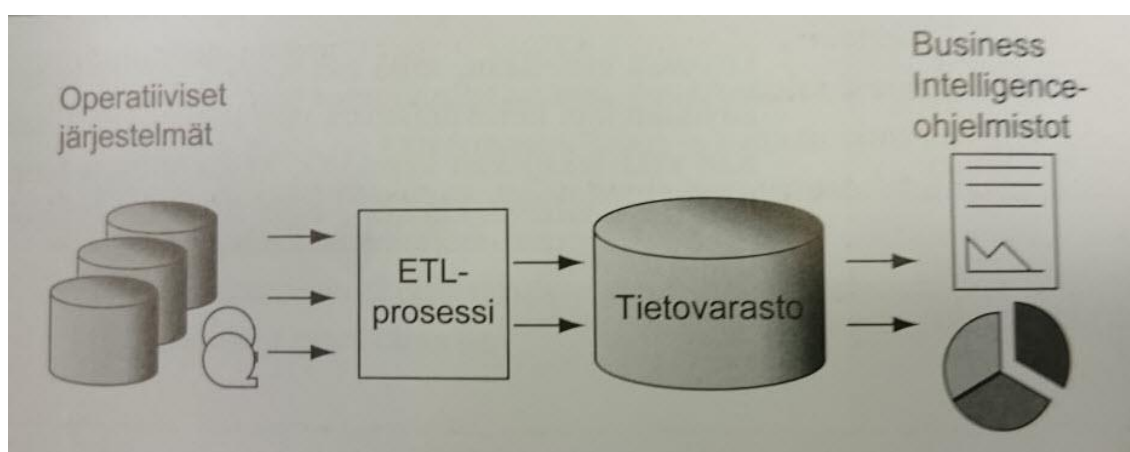 Operatiiviset
järjestelmät
ETL-
prosessi
Tietovarasto
Business
Intelligence-
ohjelmistot